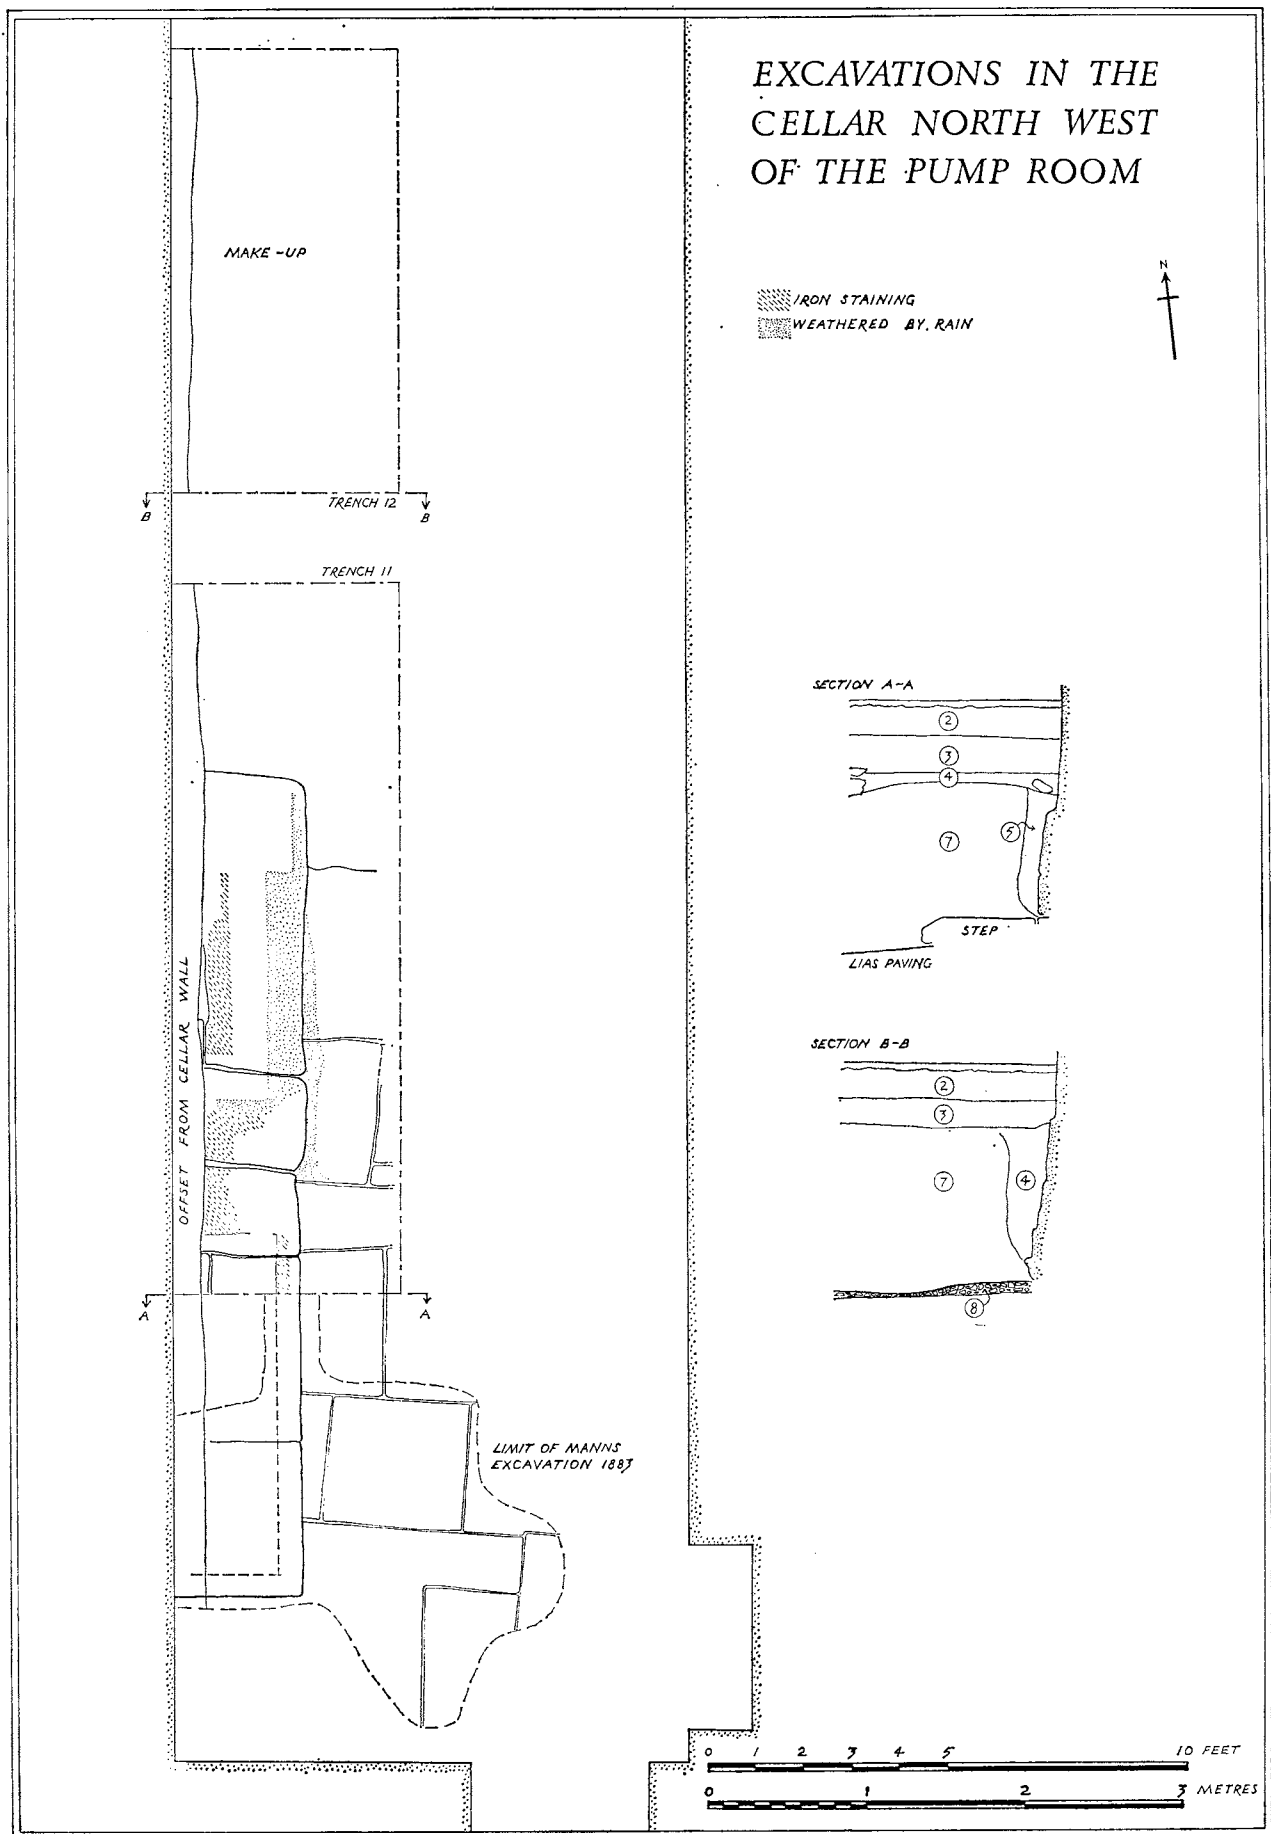 EXCAVATIONS IN THE
CELLAR NORTH WEST
OF THE PUMP ROOM
N
IRON STAINING
WEATHERED BY RAIN
MAKE-UP
TRENCH 12
B
B
TRENCH 11
OFFSET FROM CELLAR WALL
A
A
LIMIT OF MANNS
EXCAVATION 1883
SECTION A-A
2
3
4
5
7
STEP
LIAS PAVING
SECTION B-B
2
3
7
4
8
0 1 2 3 4 5 10 FEET
0 1 2 3 METRES